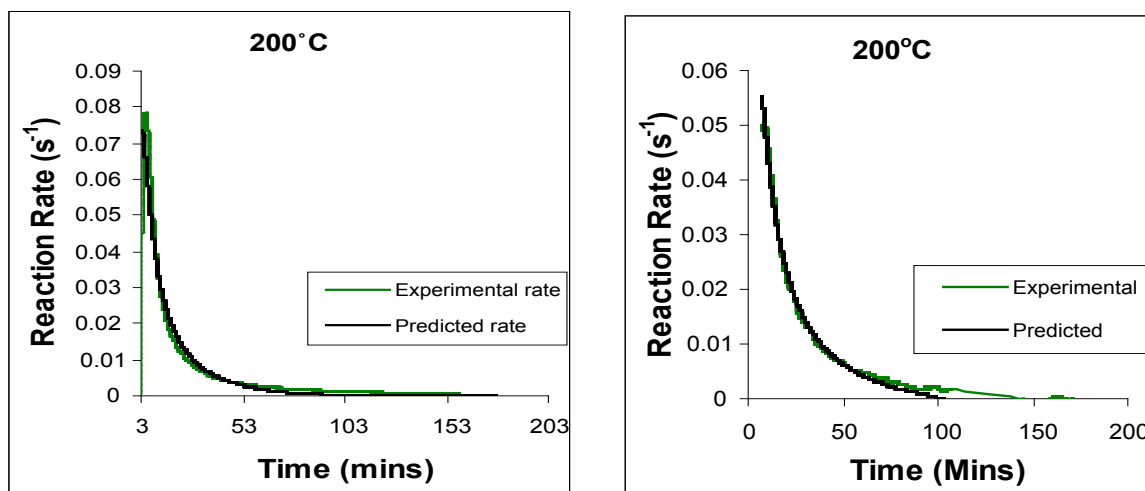 200˚C
0.09
0.08
0.07
0.06
0.05
0.04
0.03
0.02
0.01
0
Reaction Rate (s-1)
Experimental rate
Predicted rate
3 53 103 153 203
Time (mins)
200oC
0.06
0.05
0.04
0.03
0.02
0.01
0
Reaction Rate (s-1)
Experimental
Predicted
0 50 100 150 200
Time (Mins)